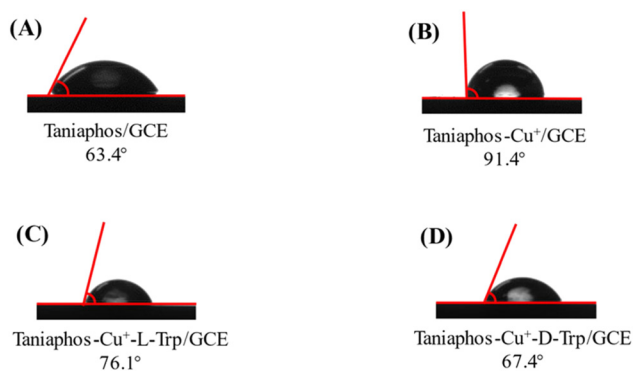 (A)
Taniaphos/GCE
63.4°
(B)
Taniaphos-Cu⁺/GCE
91.4°
(C)
Taniaphos-Cu⁺-L-Trp/GCE
76.1°
(D)
Taniaphos-Cu⁺-D-Trp/GCE
67.4°